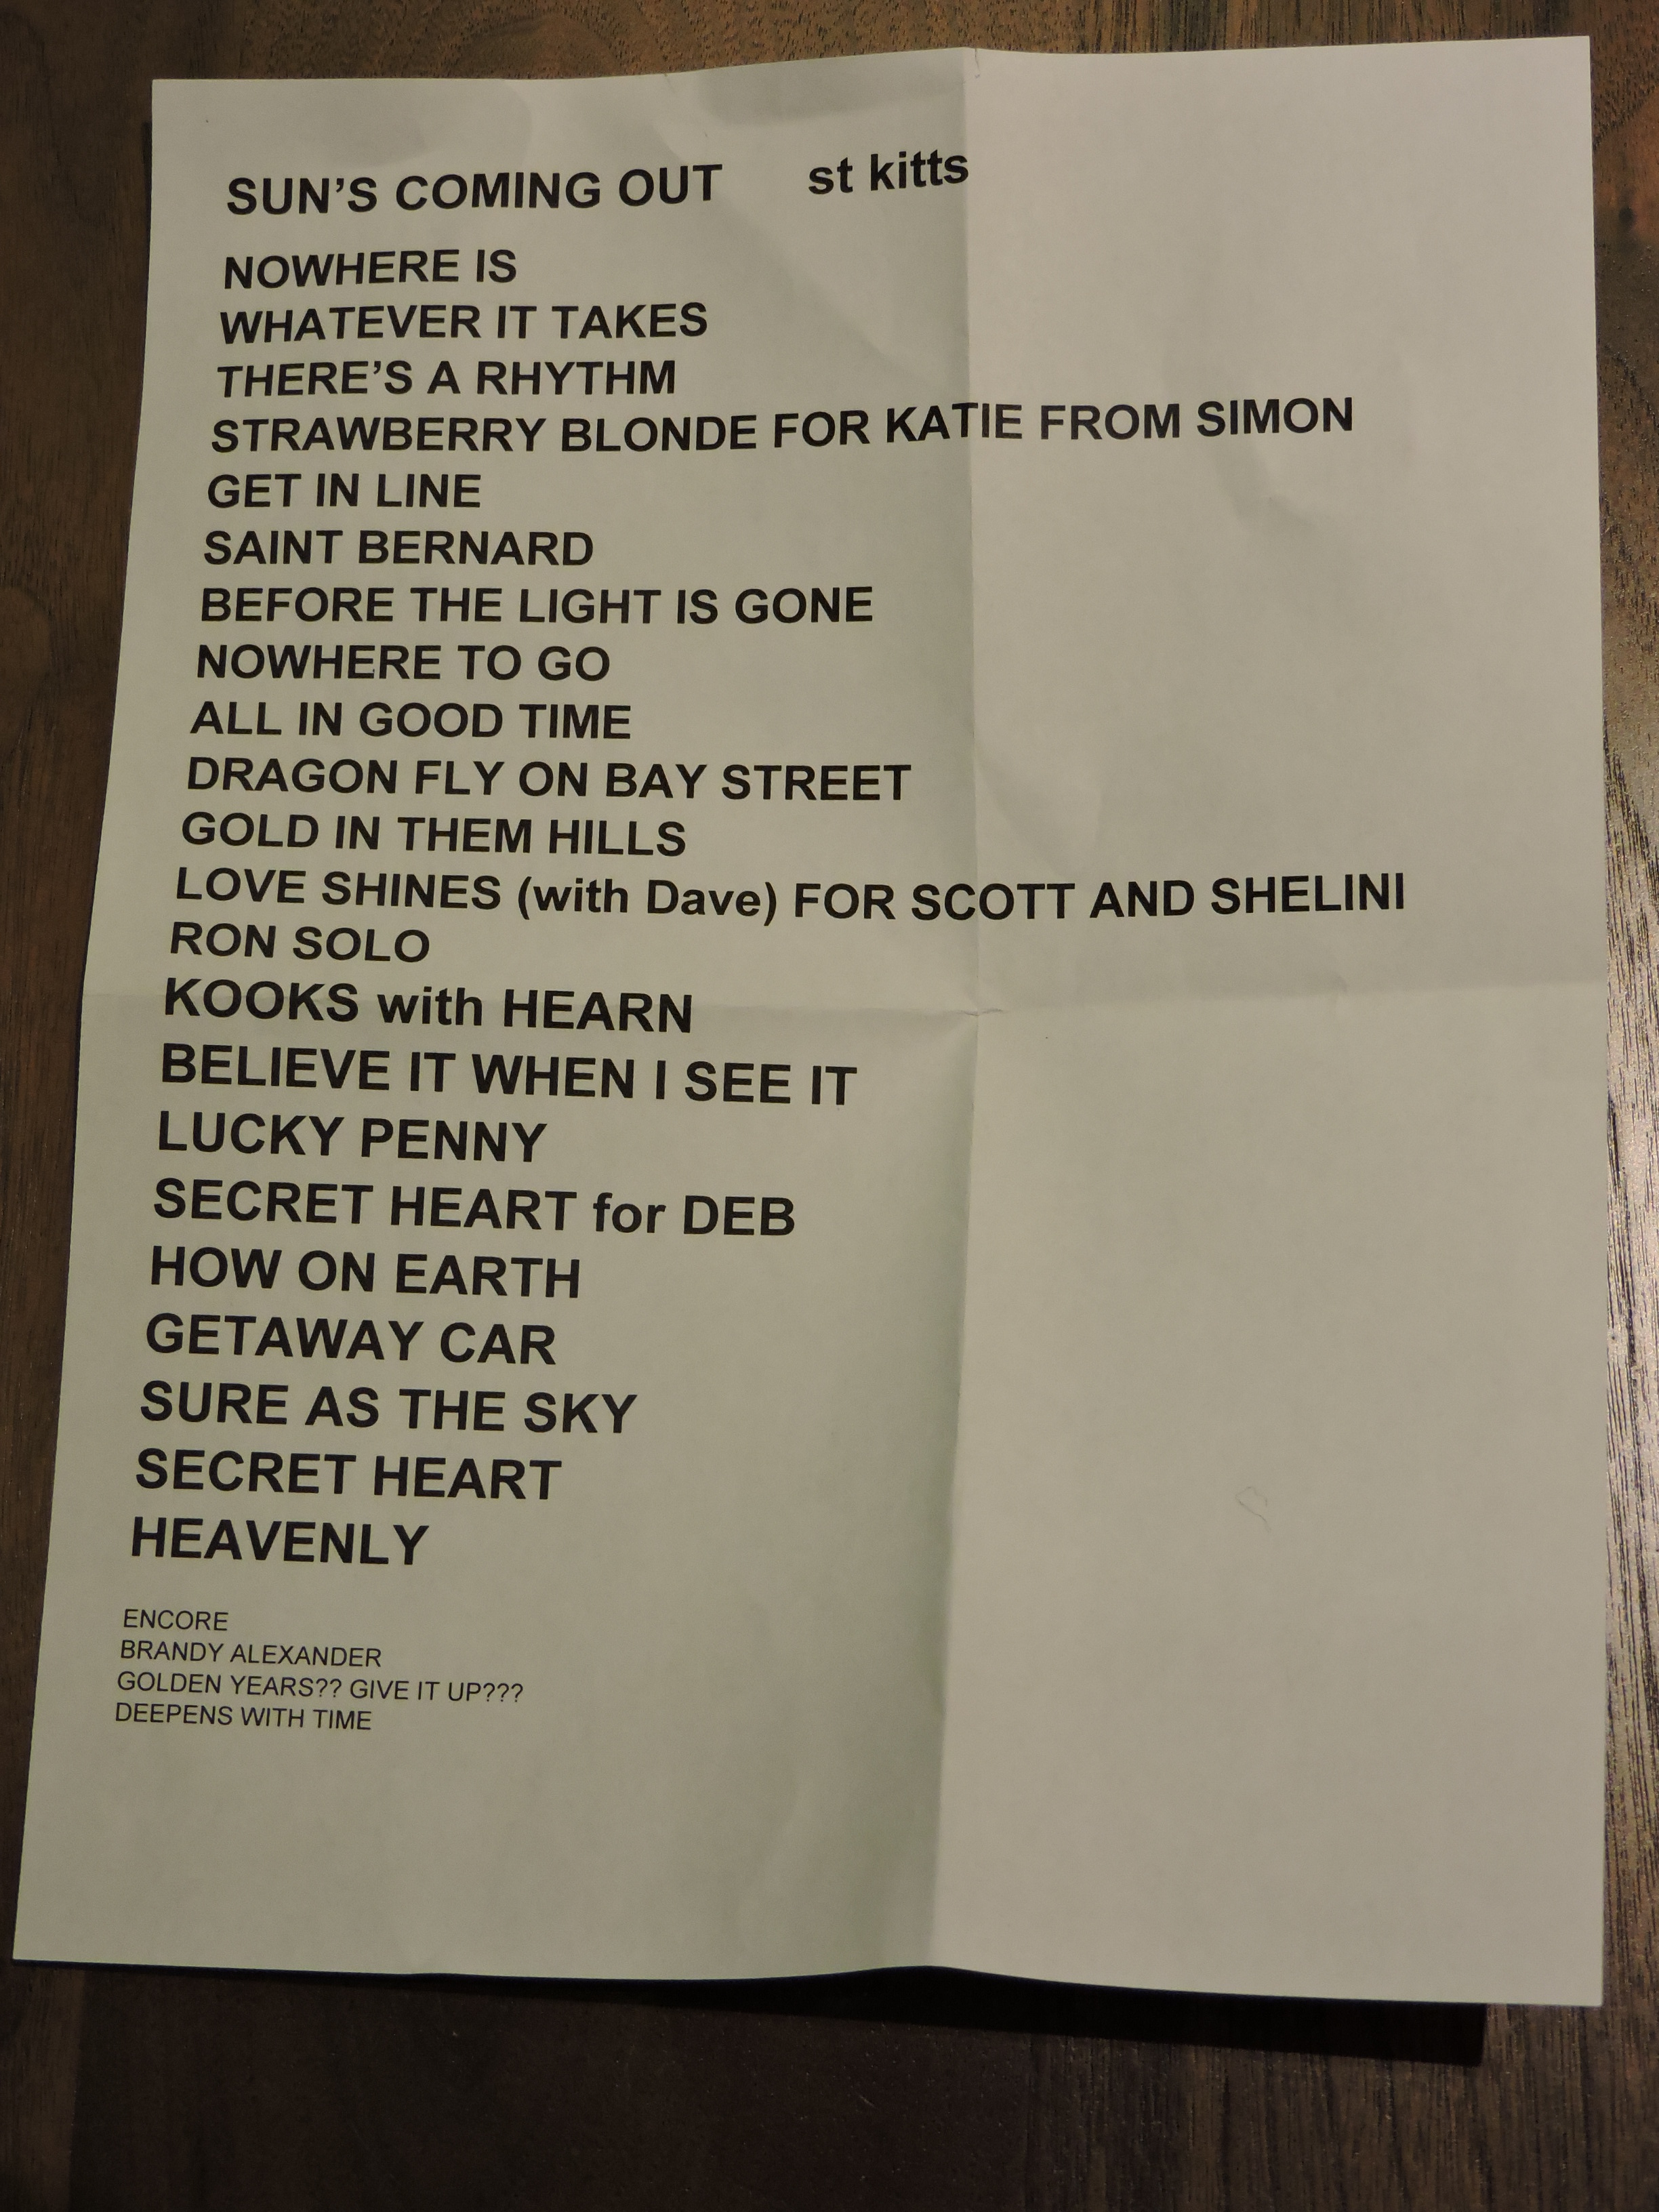 SUN'S COMING OUT st kitts
NOWHERE IS
WHATEVER IT TAKES
THERE'S A RHYTHM
STRAWBERRY BLONDE FOR KATIE FROM SIMON
GET IN LINE
SAINT BERNARD
BEFORE THE LIGHT IS GONE
NOWHERE TO GO
ALL IN GOOD TIME
DRAGON FLY ON BAY STREET
GOLD IN THEM HILLS
LOVE SHINES (with Dave) FOR SCOTT AND SHELINI
RON SOLO
KOOKS with HEARN
BELIEVE IT WHEN I SEE IT
LUCKY PENNY
SECRET HEART for DEB
HOW ON EARTH
GETAWAY CAR
SURE AS THE SKY
SECRET HEART
HEAVENLY
ENCORE
BRANDY ALEXANDER
GOLDEN YEARS?? GIVE IT UP???
DEEPENS WITH TIME